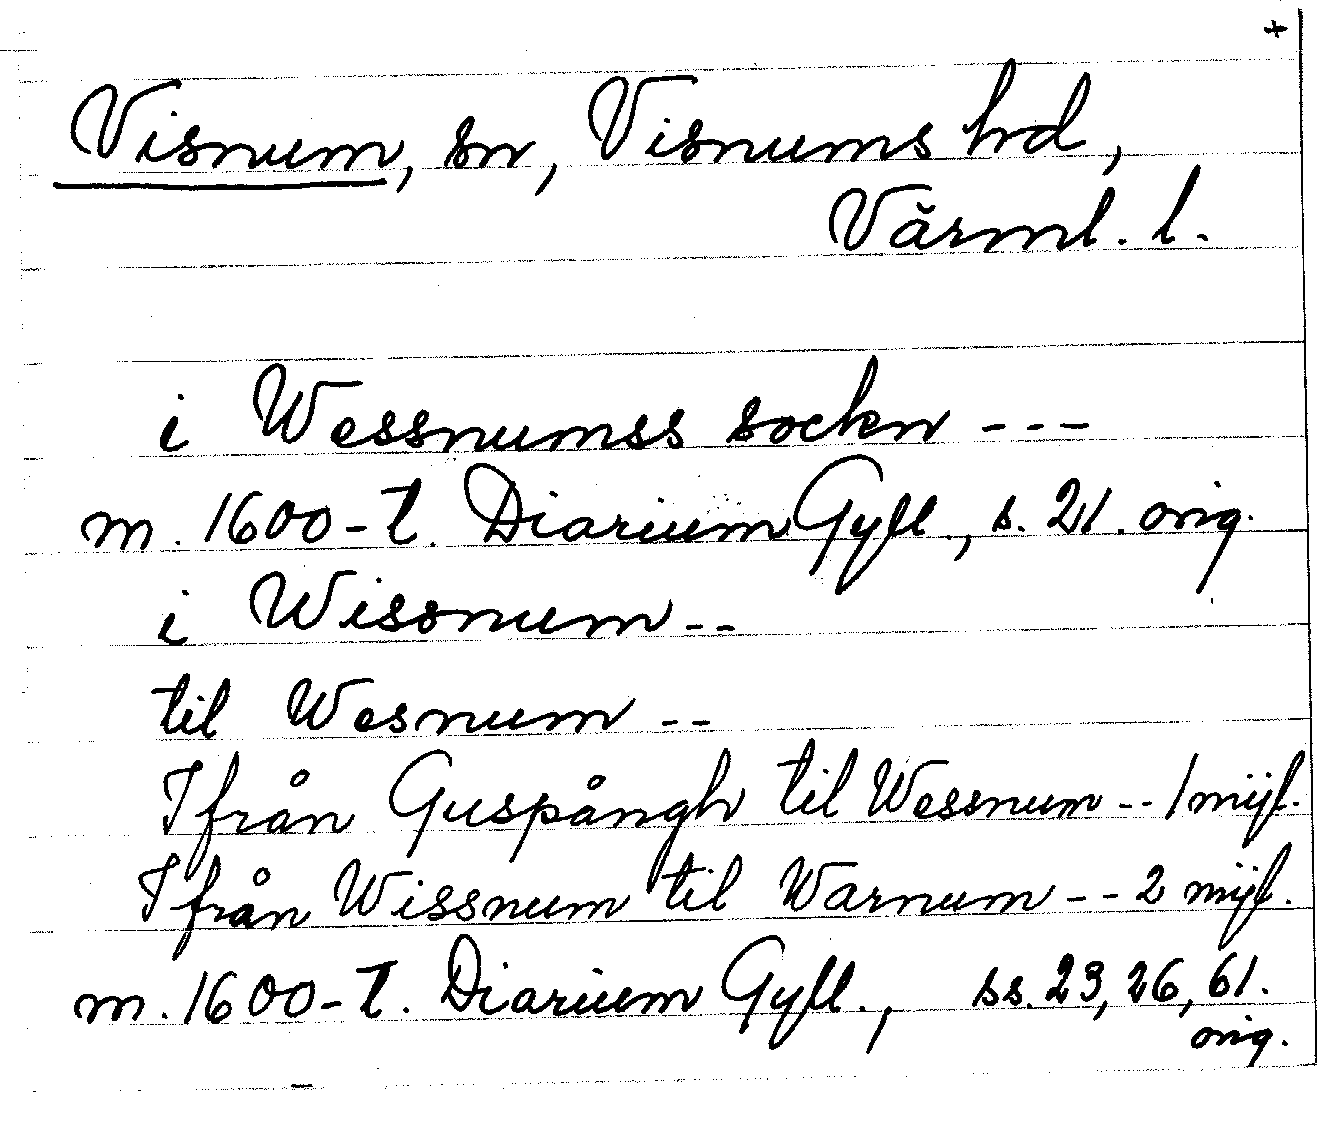 +
Visnum, sn, Visnums hd,
Värml. l.
i Wessnumss sockn ---
m. 1600-t. Diarium Gyll., s. 21. orig.
i Wissnum --
til Wesnum --
Ifrån Guspångh til Wessnum -- 1 mijl.
Ifrån Wissnum til Warnum -- 2 mijl.
m. 1600-t. Diarium Gyll., ss. 23, 26, 61.
orig.